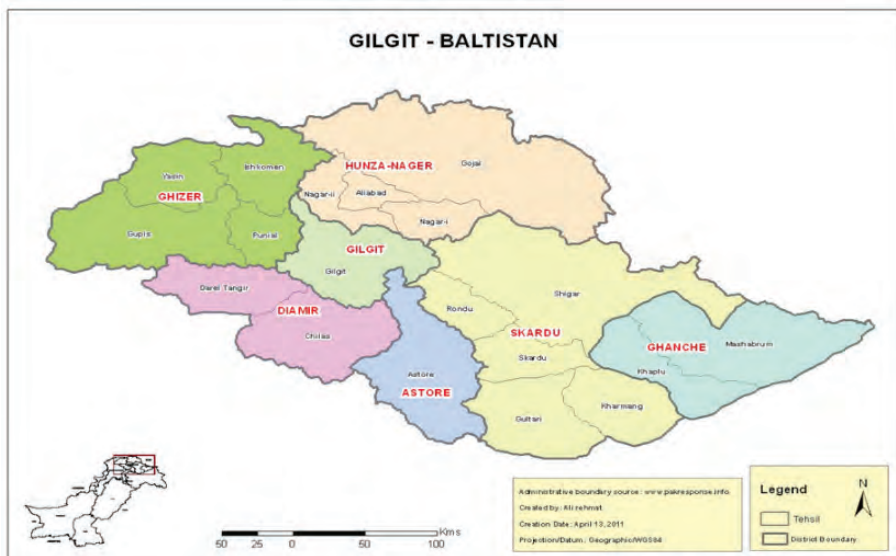 GILGIT - BALTISTAN
HUNZA-NAGER
Gojal
Yasin
Ishkoman
GHIZER
Nagar-II
Aliabad
Nagar-I
Gupis
Punial
GILGIT
Gilgit
Darel Tangir
DIAMIR
Chilas
Rondu
Shigar
SKARDU
Skardu
GHANCHE
Mashabrum
Khaplu
Astore
ASTORE
Gultari
Kharmang
50 25 0 50 100 Kms
Administrative boundary source: www.pakresponse.info
Created by: Ali rehmat
Creation Date: April 13, 2011
Projection/Datum: Geographic/WGS84
Legend
N
Tehsil
District Boundary